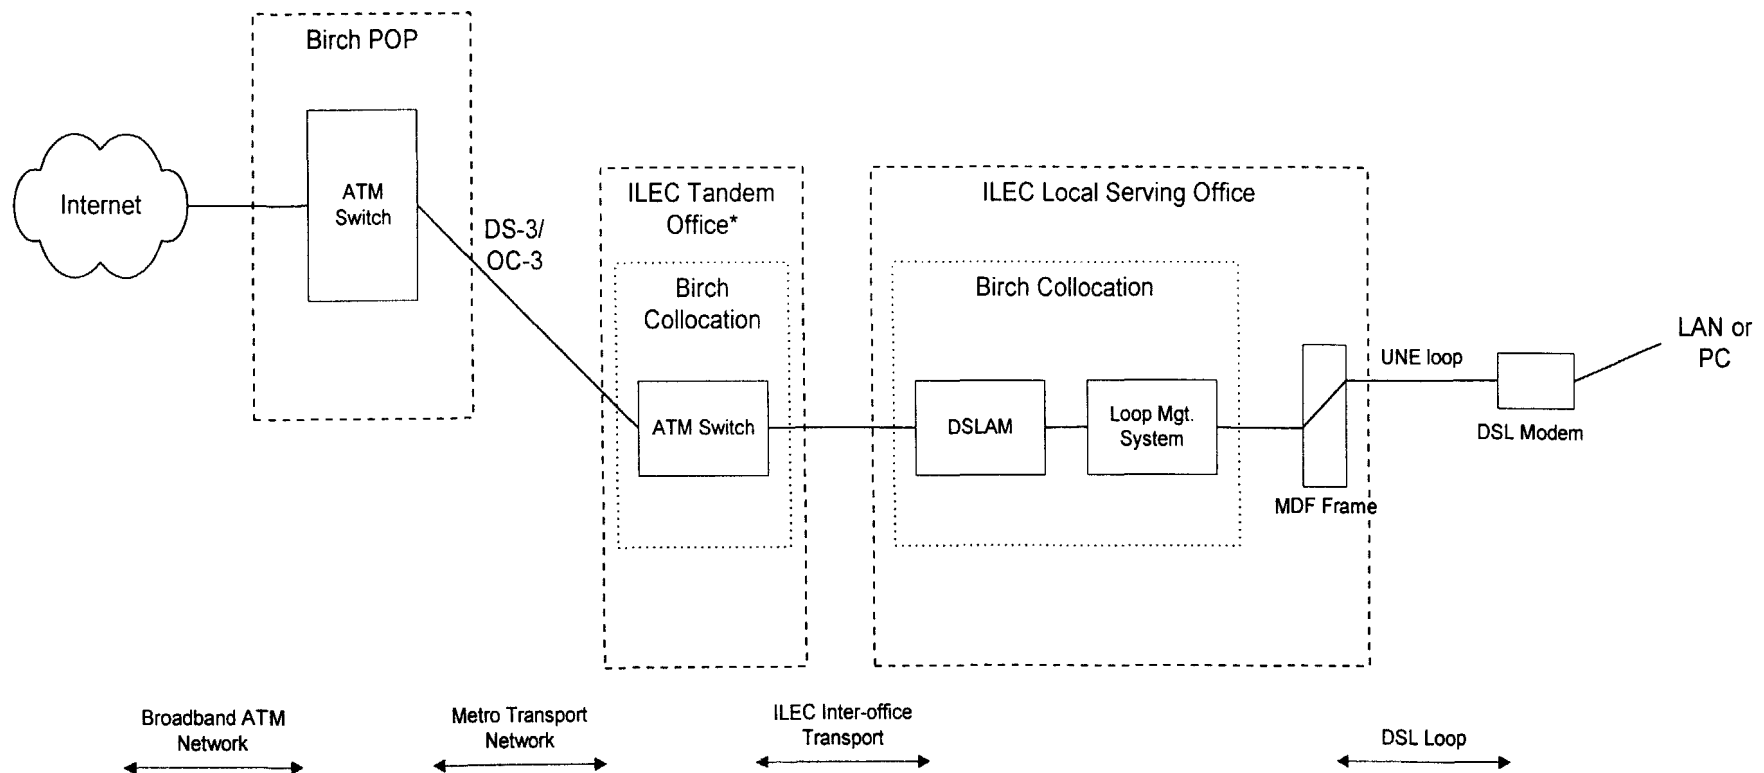 Birch POP
Internet
ATM
Switch
DS-3/
OC-3
ILEC Tandem
Office*
Birch
Collocation
ATM Switch
ILEC Local Serving Office
Birch Collocation
DSLAM
Loop Mgt.
System
MDF Frame
UNE loop
DSL Modem
LAN or
PC
Broadband ATM
Network
Metro Transport
Network
ILEC Inter-office
Transport
DSL Loop